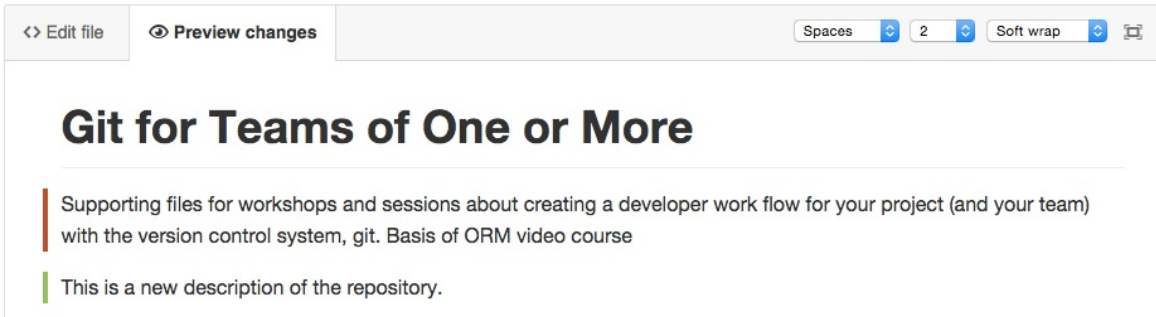 <> Edit file Preview changes Spaces 2 Soft wrap
Git for Teams of One or More
Supporting files for workshops and sessions about creating a developer work flow for your project (and your team)
with the version control system, git. Basis of ORM video course
This is a new description of the repository.